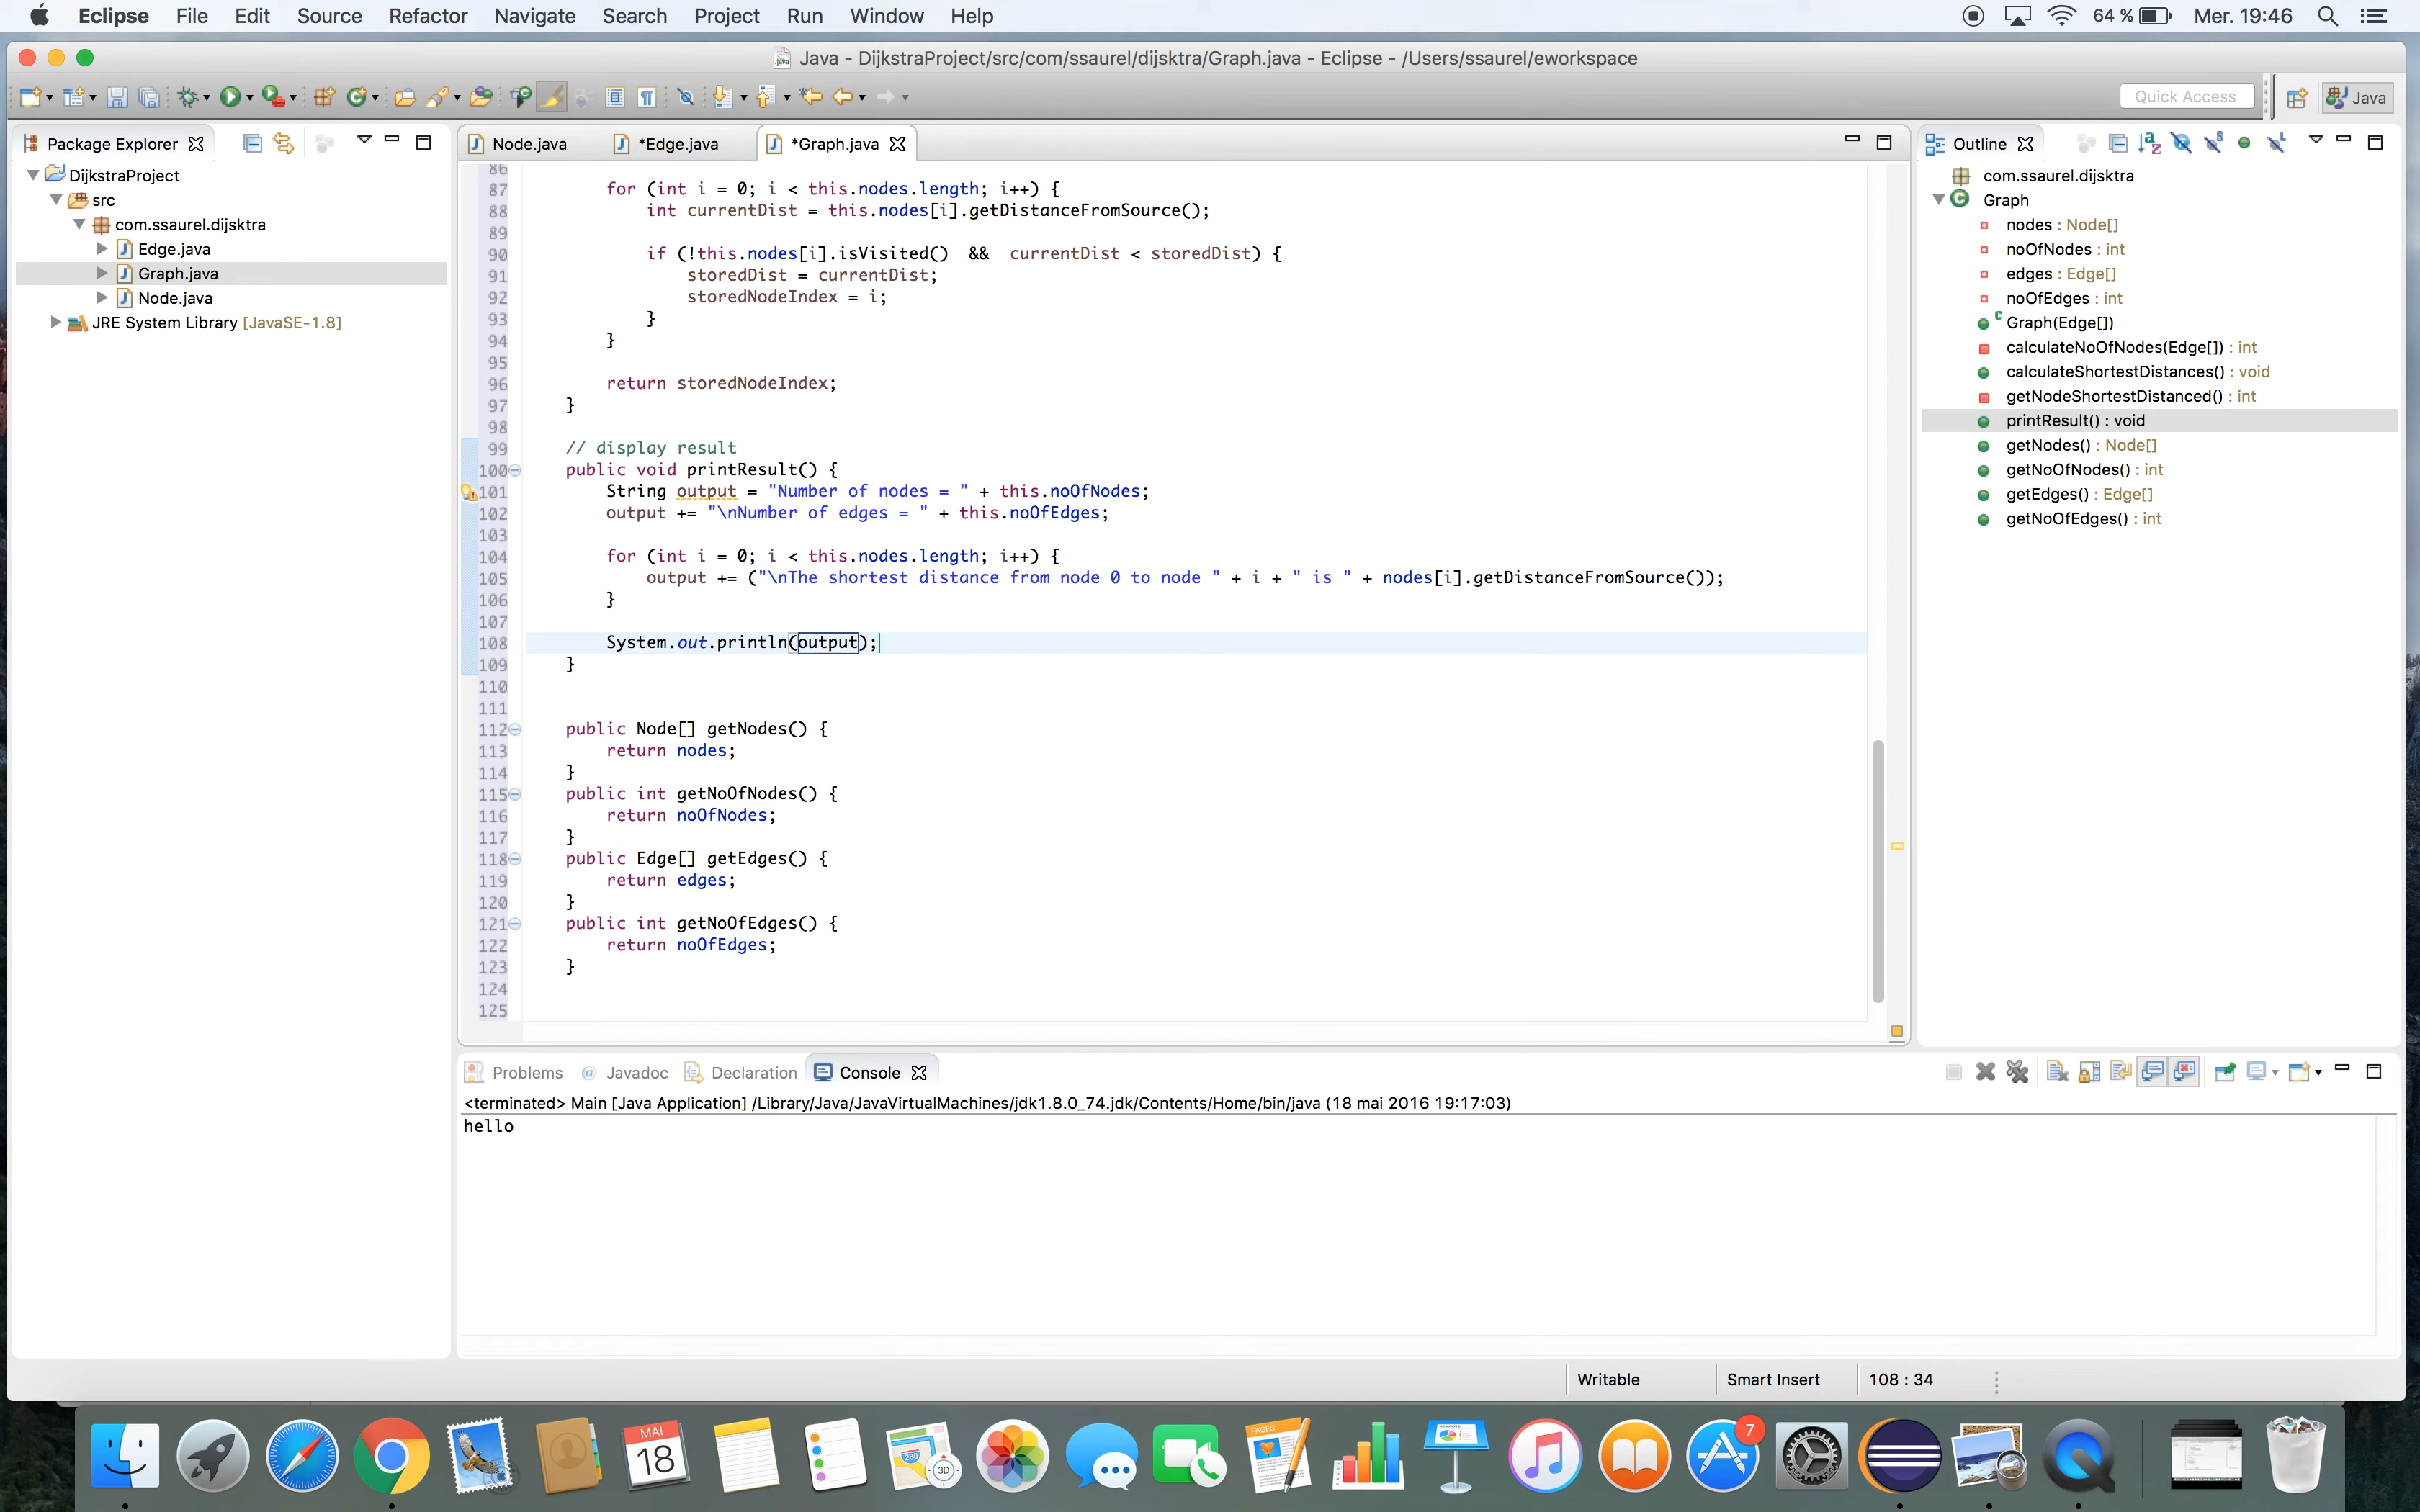 Eclipse File Edit Source Refactor Navigate Search Project Run Window Help 64 % Mer. 19:46
Java - DijkstraProject/src/com/ssaurel/dijsktra/Graph.java - Eclipse - /Users/ssaurel/eworkspace
Quick Access Java
Package Explorer
DijkstraProject
src
com.ssaurel.dijsktra
Edge.java
Graph.java
Node.java
JRE System Library [JavaSE-1.8]
Node.java *Edge.java *Graph.java
86
87 for (int i = 0; i < this.nodes.length; i++) {
88 int currentDist = this.nodes[i].getDistanceFromSource();
89
90 if (!this.nodes[i].isVisited() && currentDist < storedDist) {
91 storedDist = currentDist;
92 storedNodeIndex = i;
93 }
94 }
95
96 return storedNodeIndex;
97 }
98
99 // display result
100 public void printResult() {
101 String output = "Number of nodes = " + this.noOfNodes;
102 output += "\nNumber of edges = " + this.noOfEdges;
103
104 for (int i = 0; i < this.nodes.length; i++) {
105 output += ("\nThe shortest distance from node 0 to node " + i + " is " + nodes[i].getDistanceFromSource());
106 }
107
108 System.out.println(output);
109 }
110
111
112 public Node[] getNodes() {
113 return nodes;
114 }
115 public int getNoOfNodes() {
116 return noOfNodes;
117 }
118 public Edge[] getEdges() {
119 return edges;
120 }
121 public int getNoOfEdges() {
122 return noOfEdges;
123 }
124
125
Outline
com.ssaurel.dijsktra
Graph
nodes : Node[]
noOfNodes : int
edges : Edge[]
noOfEdges : int
Graph(Edge[])
calculateNoOfNodes(Edge[]) : int
calculateShortestDistances() : void
getNodeShortestDistanced() : int
printResult() : void
getNodes() : Node[]
getNoOfNodes() : int
getEdges() : Edge[]
getNoOfEdges() : int
Problems @ Javadoc Declaration Console
<terminated> Main [Java Application] /Library/Java/JavaVirtualMachines/jdk1.8.0_74.jdk/Contents/Home/bin/java (18 mai 2016 19:17:03)
hello
Writable Smart Insert 108 : 34
MAI
18
280
3D
PAGES
7